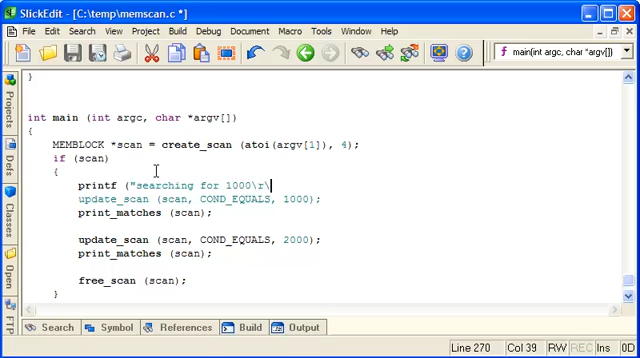 SlickEdit - [C:\temp\memscan.c *]
File Edit Search View Project Build Debug Document Macro Tools Window Help
main(int argc, char *argv[])
Projects
Defs
Classes
Open
FTP
}
int main (int argc, char *argv[])
{
MEMBLOCK *scan = create_scan (atoi(argv[1]), 4);
if (scan)
{
printf ("searching for 1000\r\
update_scan (scan, COND_EQUALS, 1000);
print_matches (scan);
update_scan (scan, COND_EQUALS, 2000);
print_matches (scan);
free_scan (scan);
}
Search Symbol References Build Output
Line 270 Col 39 RW REC Ins 0D